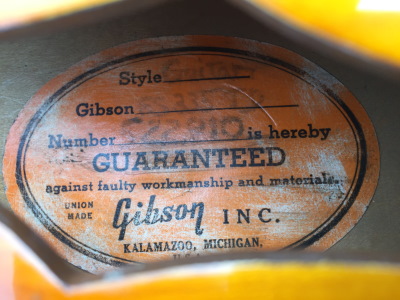 Style
Gibson
Number is hereby
GUARANTEED
against faulty workmanship and materials.
UNION
MADE
Gibson INC.
KALAMAZOO, MICHIGAN,